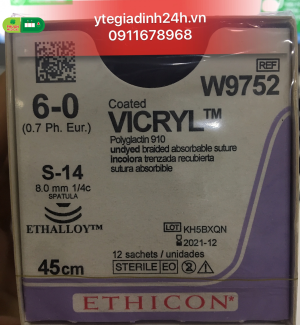 ytegiadinh24h.vn
0911678968
REF
W9752
6-0
(0.7 Ph. Eur.)
Coated
VICRYL™
Polyglactin 910
undyed braided absorbable suture
Incolora trenzada recubierta
sutura absorbible
S-14
8.0 mm 1/4c
SPATULA
ETHALLOY™
LOT KH5BXQN
2021-12
45cm
12 sachets / unidades
STERILE EO 2
ETHICON*